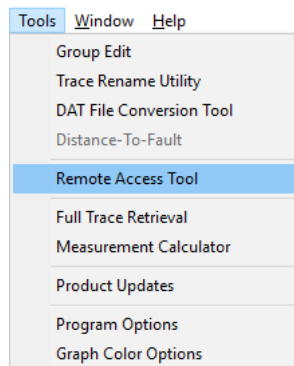 Tools Window Help
Group Edit
Trace Rename Utility
DAT File Conversion Tool
Distance-To-Fault
Remote Access Tool
Full Trace Retrieval
Measurement Calculator
Product Updates
Program Options
Graph Color Options